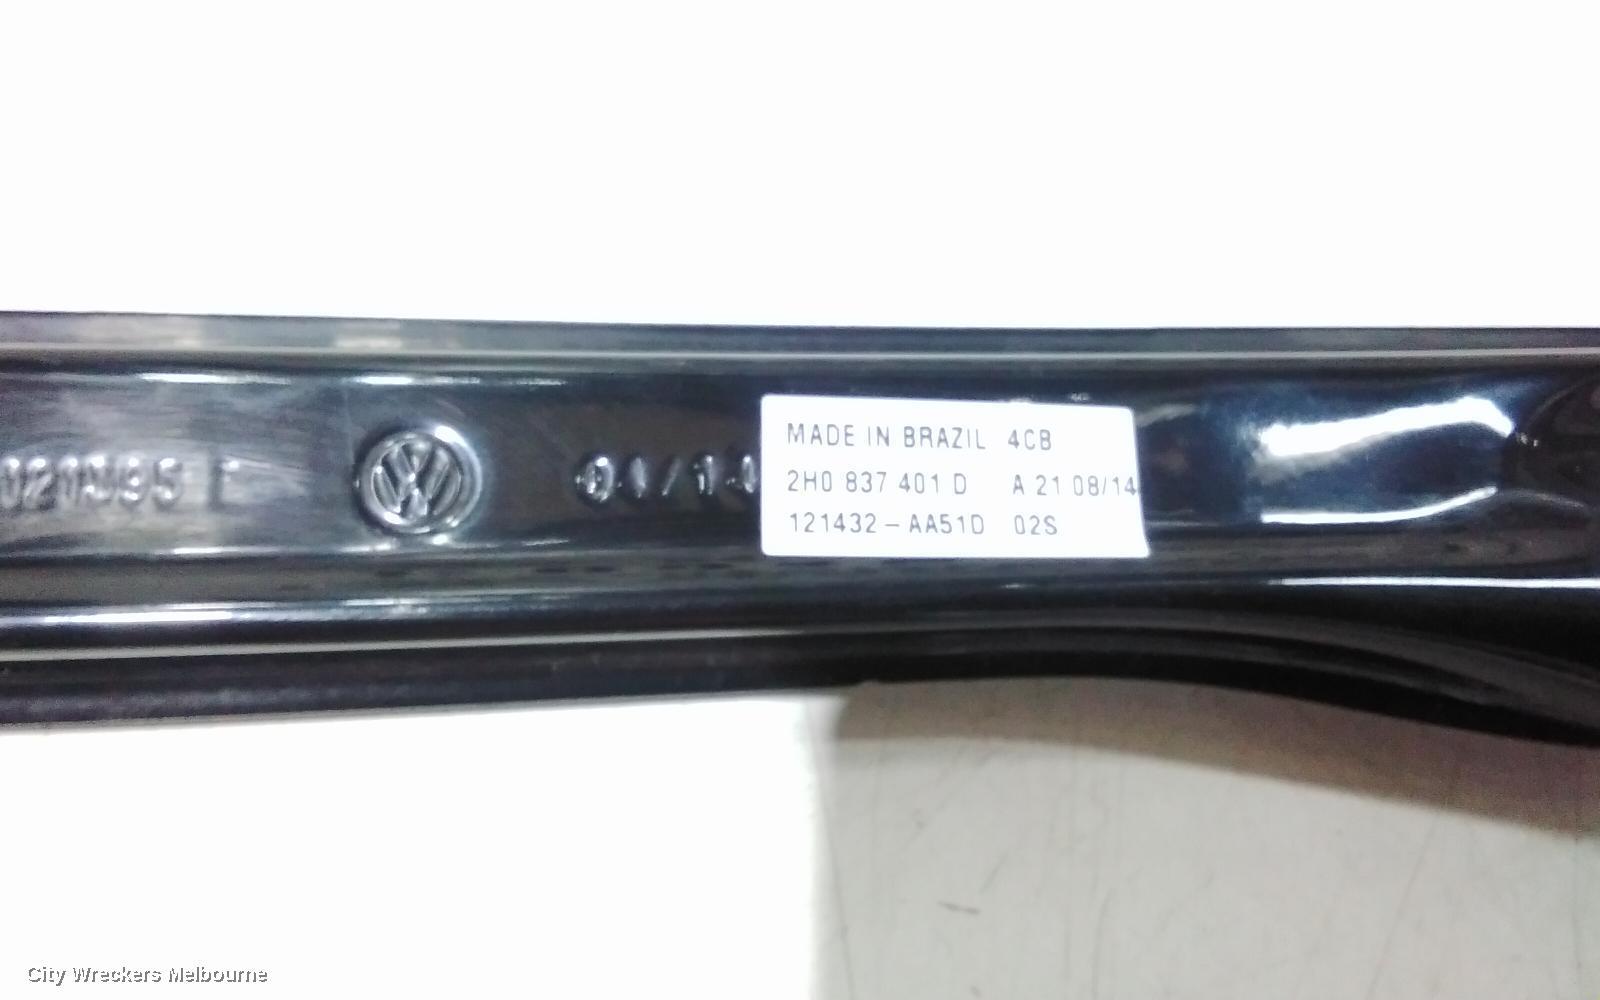 MADE IN BRAZIL 4CB
2H0 837 401 D A 21 08/14
121432-AA51D 02S
City Wreckers Melbourne